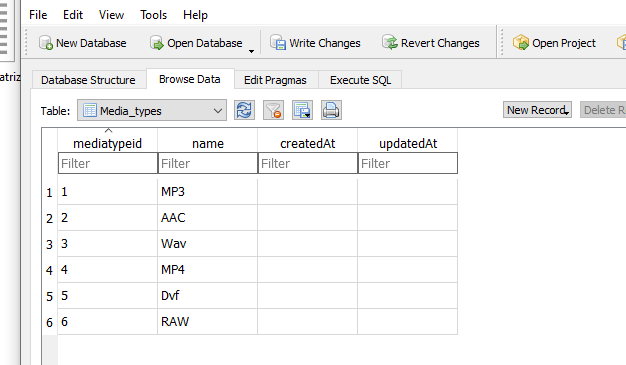 File Edit View Tools Help
New Database Open Database Write Changes Revert Changes Open Project
atriz
Database Structure Browse Data Edit Pragmas Execute SQL
Table: Media_types New Record Delete R
mediatypeid name createdAt updatedAt
Filter Filter Filter Filter
1 1 MP3
2 2 AAC
3 3 Wav
4 4 MP4
5 5 Dvf
6 6 RAW